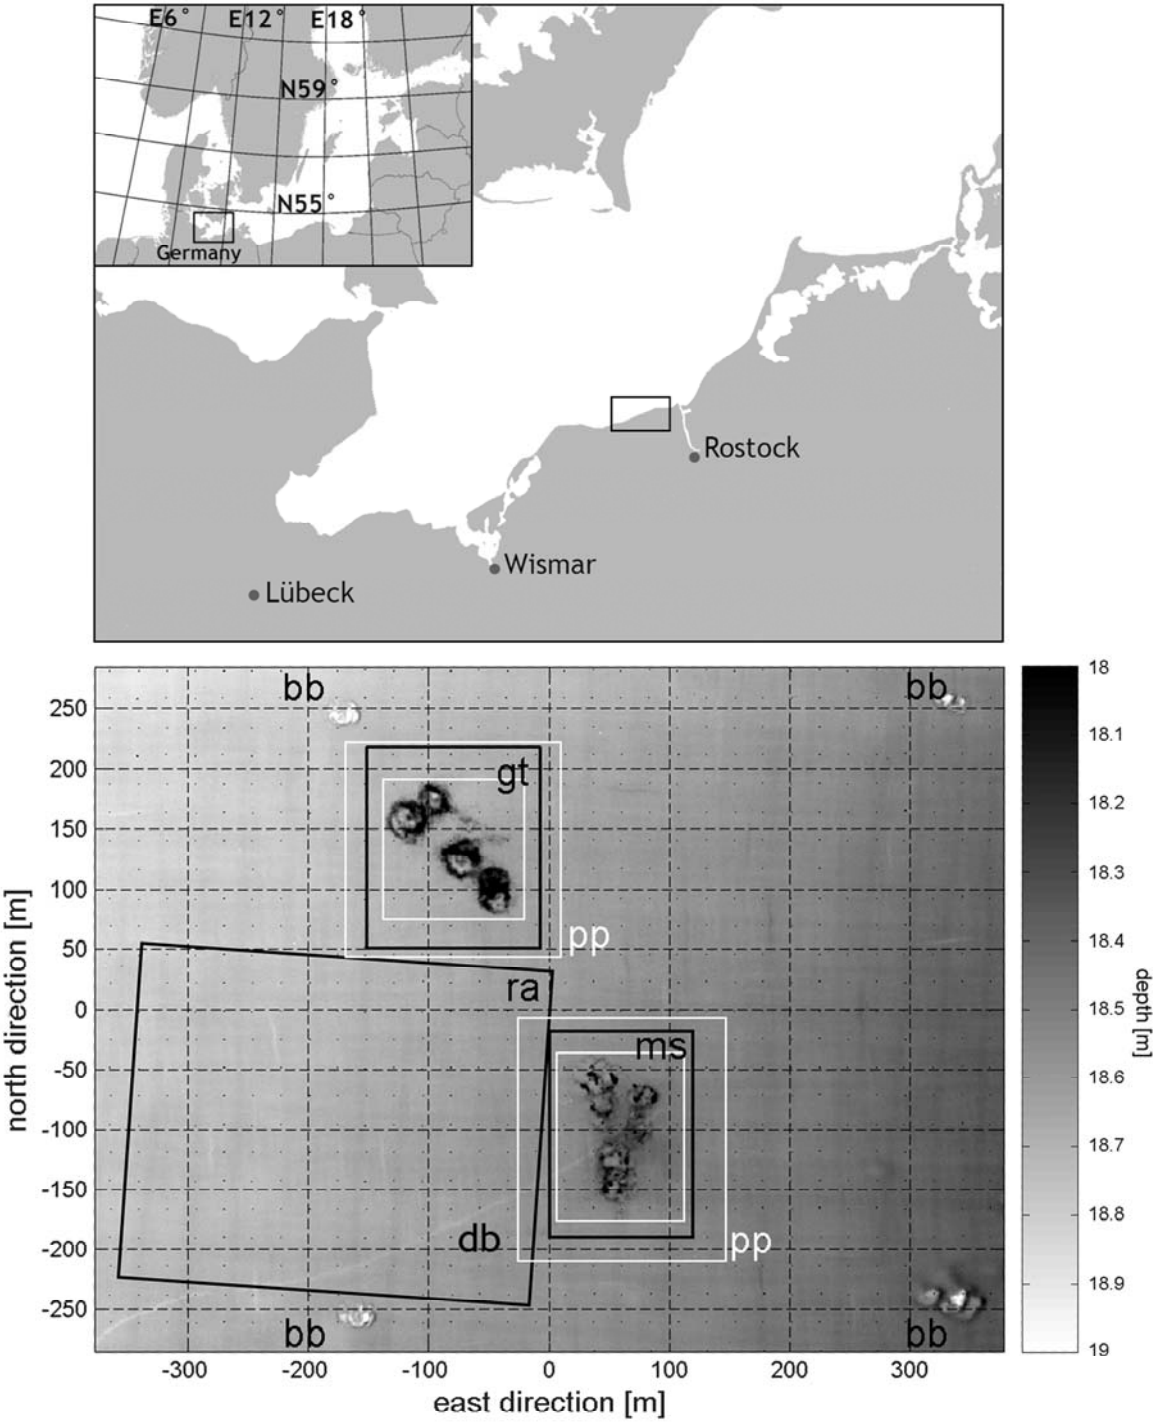 E6° E12° E18°
N59°
N55°
Germany
Rostock
Wismar
Lübeck
bb bb
gt
pp
ra
ms
db
pp
bb bb
250
200
150
100
50
0
-50
-100
-150
-200
-250
north direction [m]
-300 -200 -100 0 100 200 300
east direction [m]
18
18.1
18.2
18.3
18.4
18.5
18.6
18.7
18.8
18.9
19
depth [m]